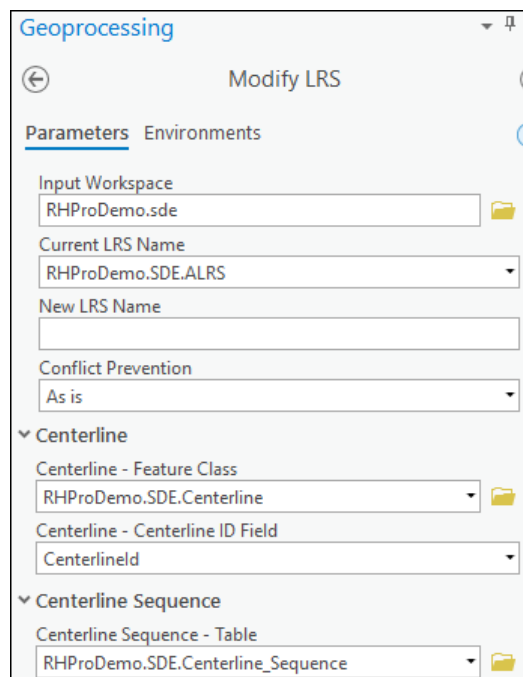 Geoprocessing
Modify LRS
Parameters Environments
Input Workspace
RHProDemo.sde
Current LRS Name
RHProDemo.SDE.ALRS
New LRS Name
Conflict Prevention
As is
Centerline
Centerline - Feature Class
RHProDemo.SDE.Centerline
Centerline - Centerline ID Field
CenterlineId
Centerline Sequence
Centerline Sequence - Table
RHProDemo.SDE.Centerline_Sequence